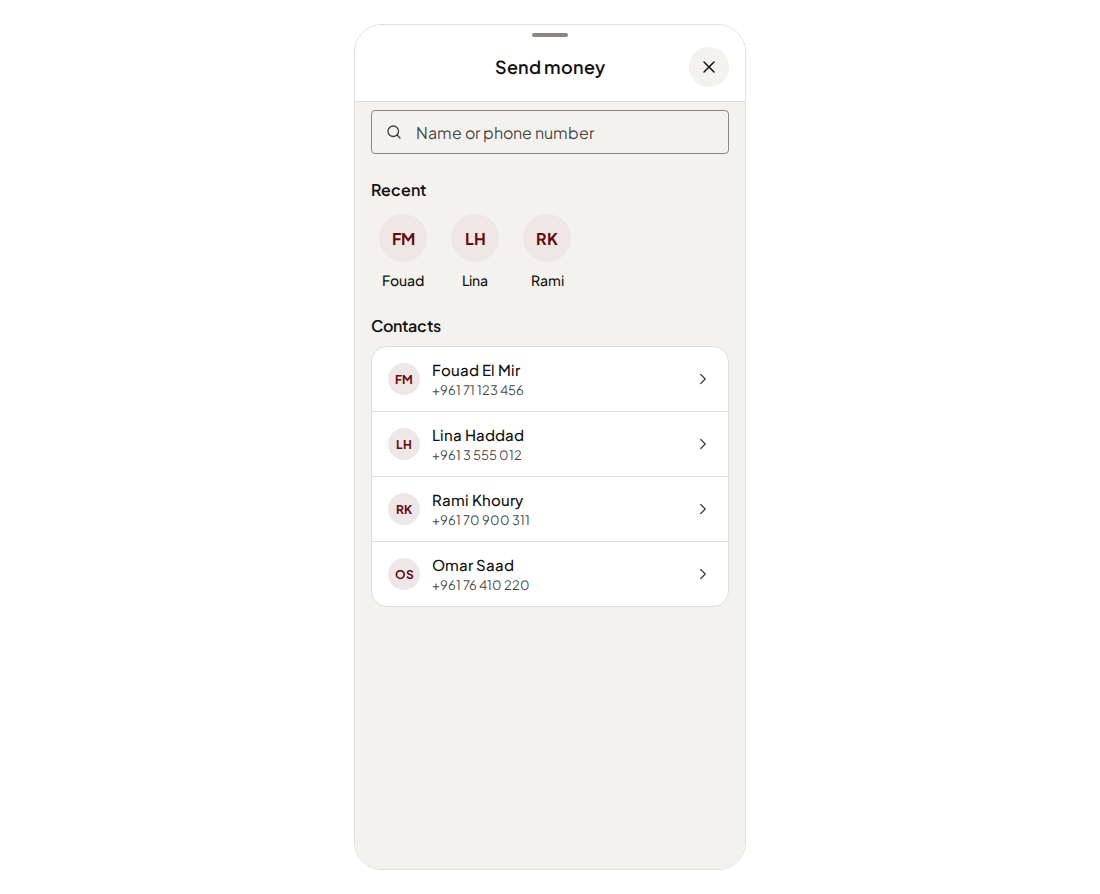 Send money
Name or phone number
Recent
FM
LH
RK
Fouad
Lina
Rami
Contacts
FM
Fouad El Mir
+961 71 123 456
LH
Lina Haddad
+961 3 555 012
RK
Rami Khoury
+961 70 900 311
OS
Omar Saad
+961 76 410 220